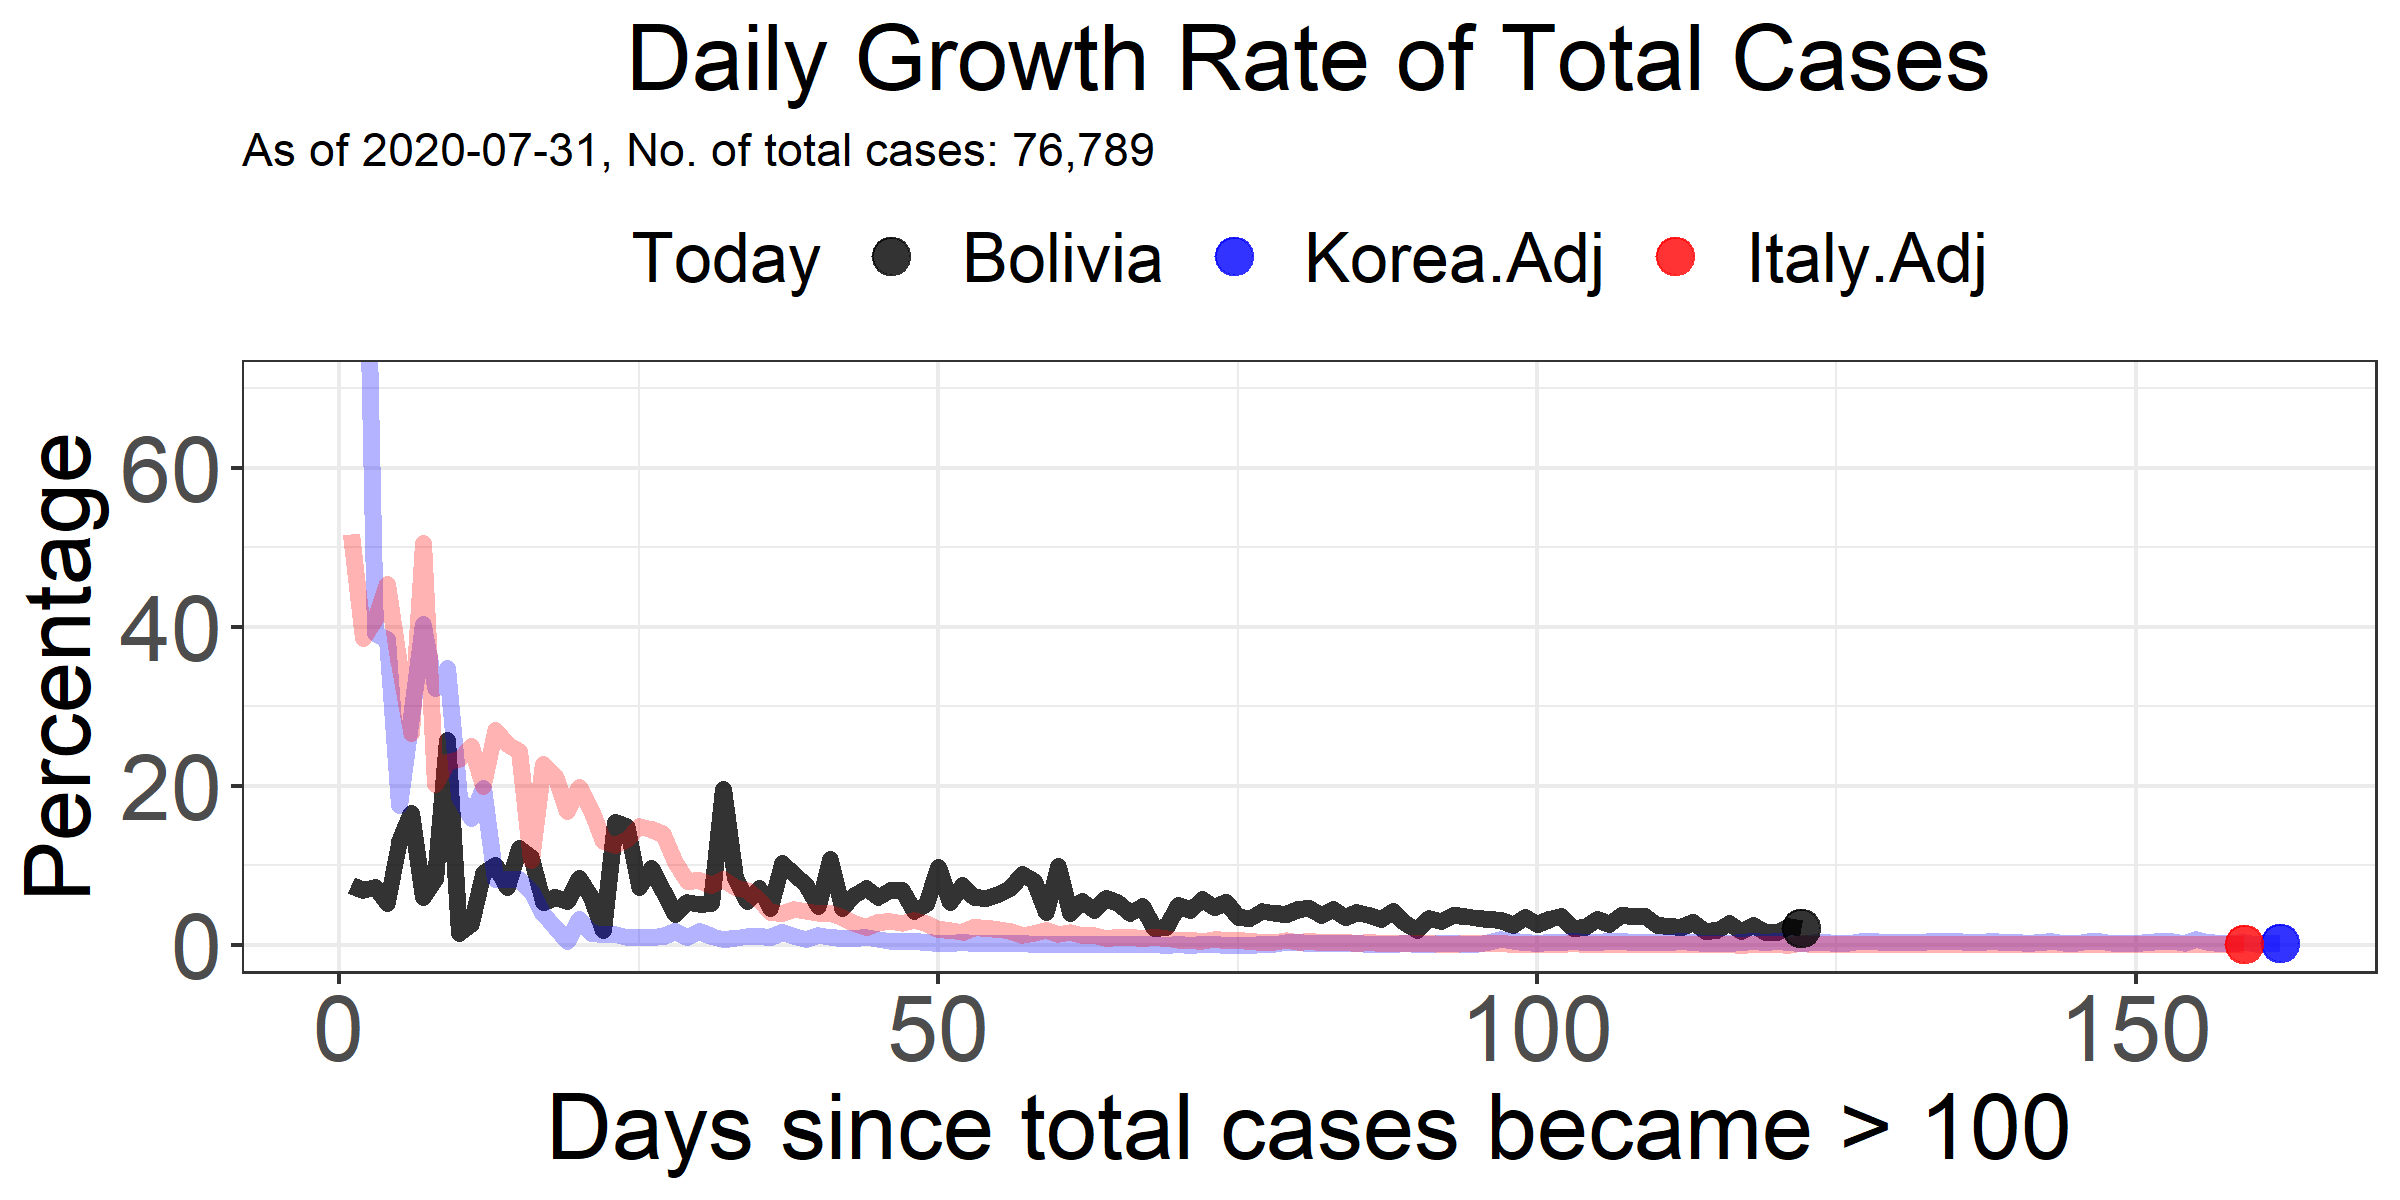 Daily Growth Rate of Total Cases
As of 2020-07-31, No. of total cases: 76,789
Today Bolivia Korea.Adj Italy.Adj
Percentage
60
40
20
0
0 50 100 150
Days since total cases became > 100